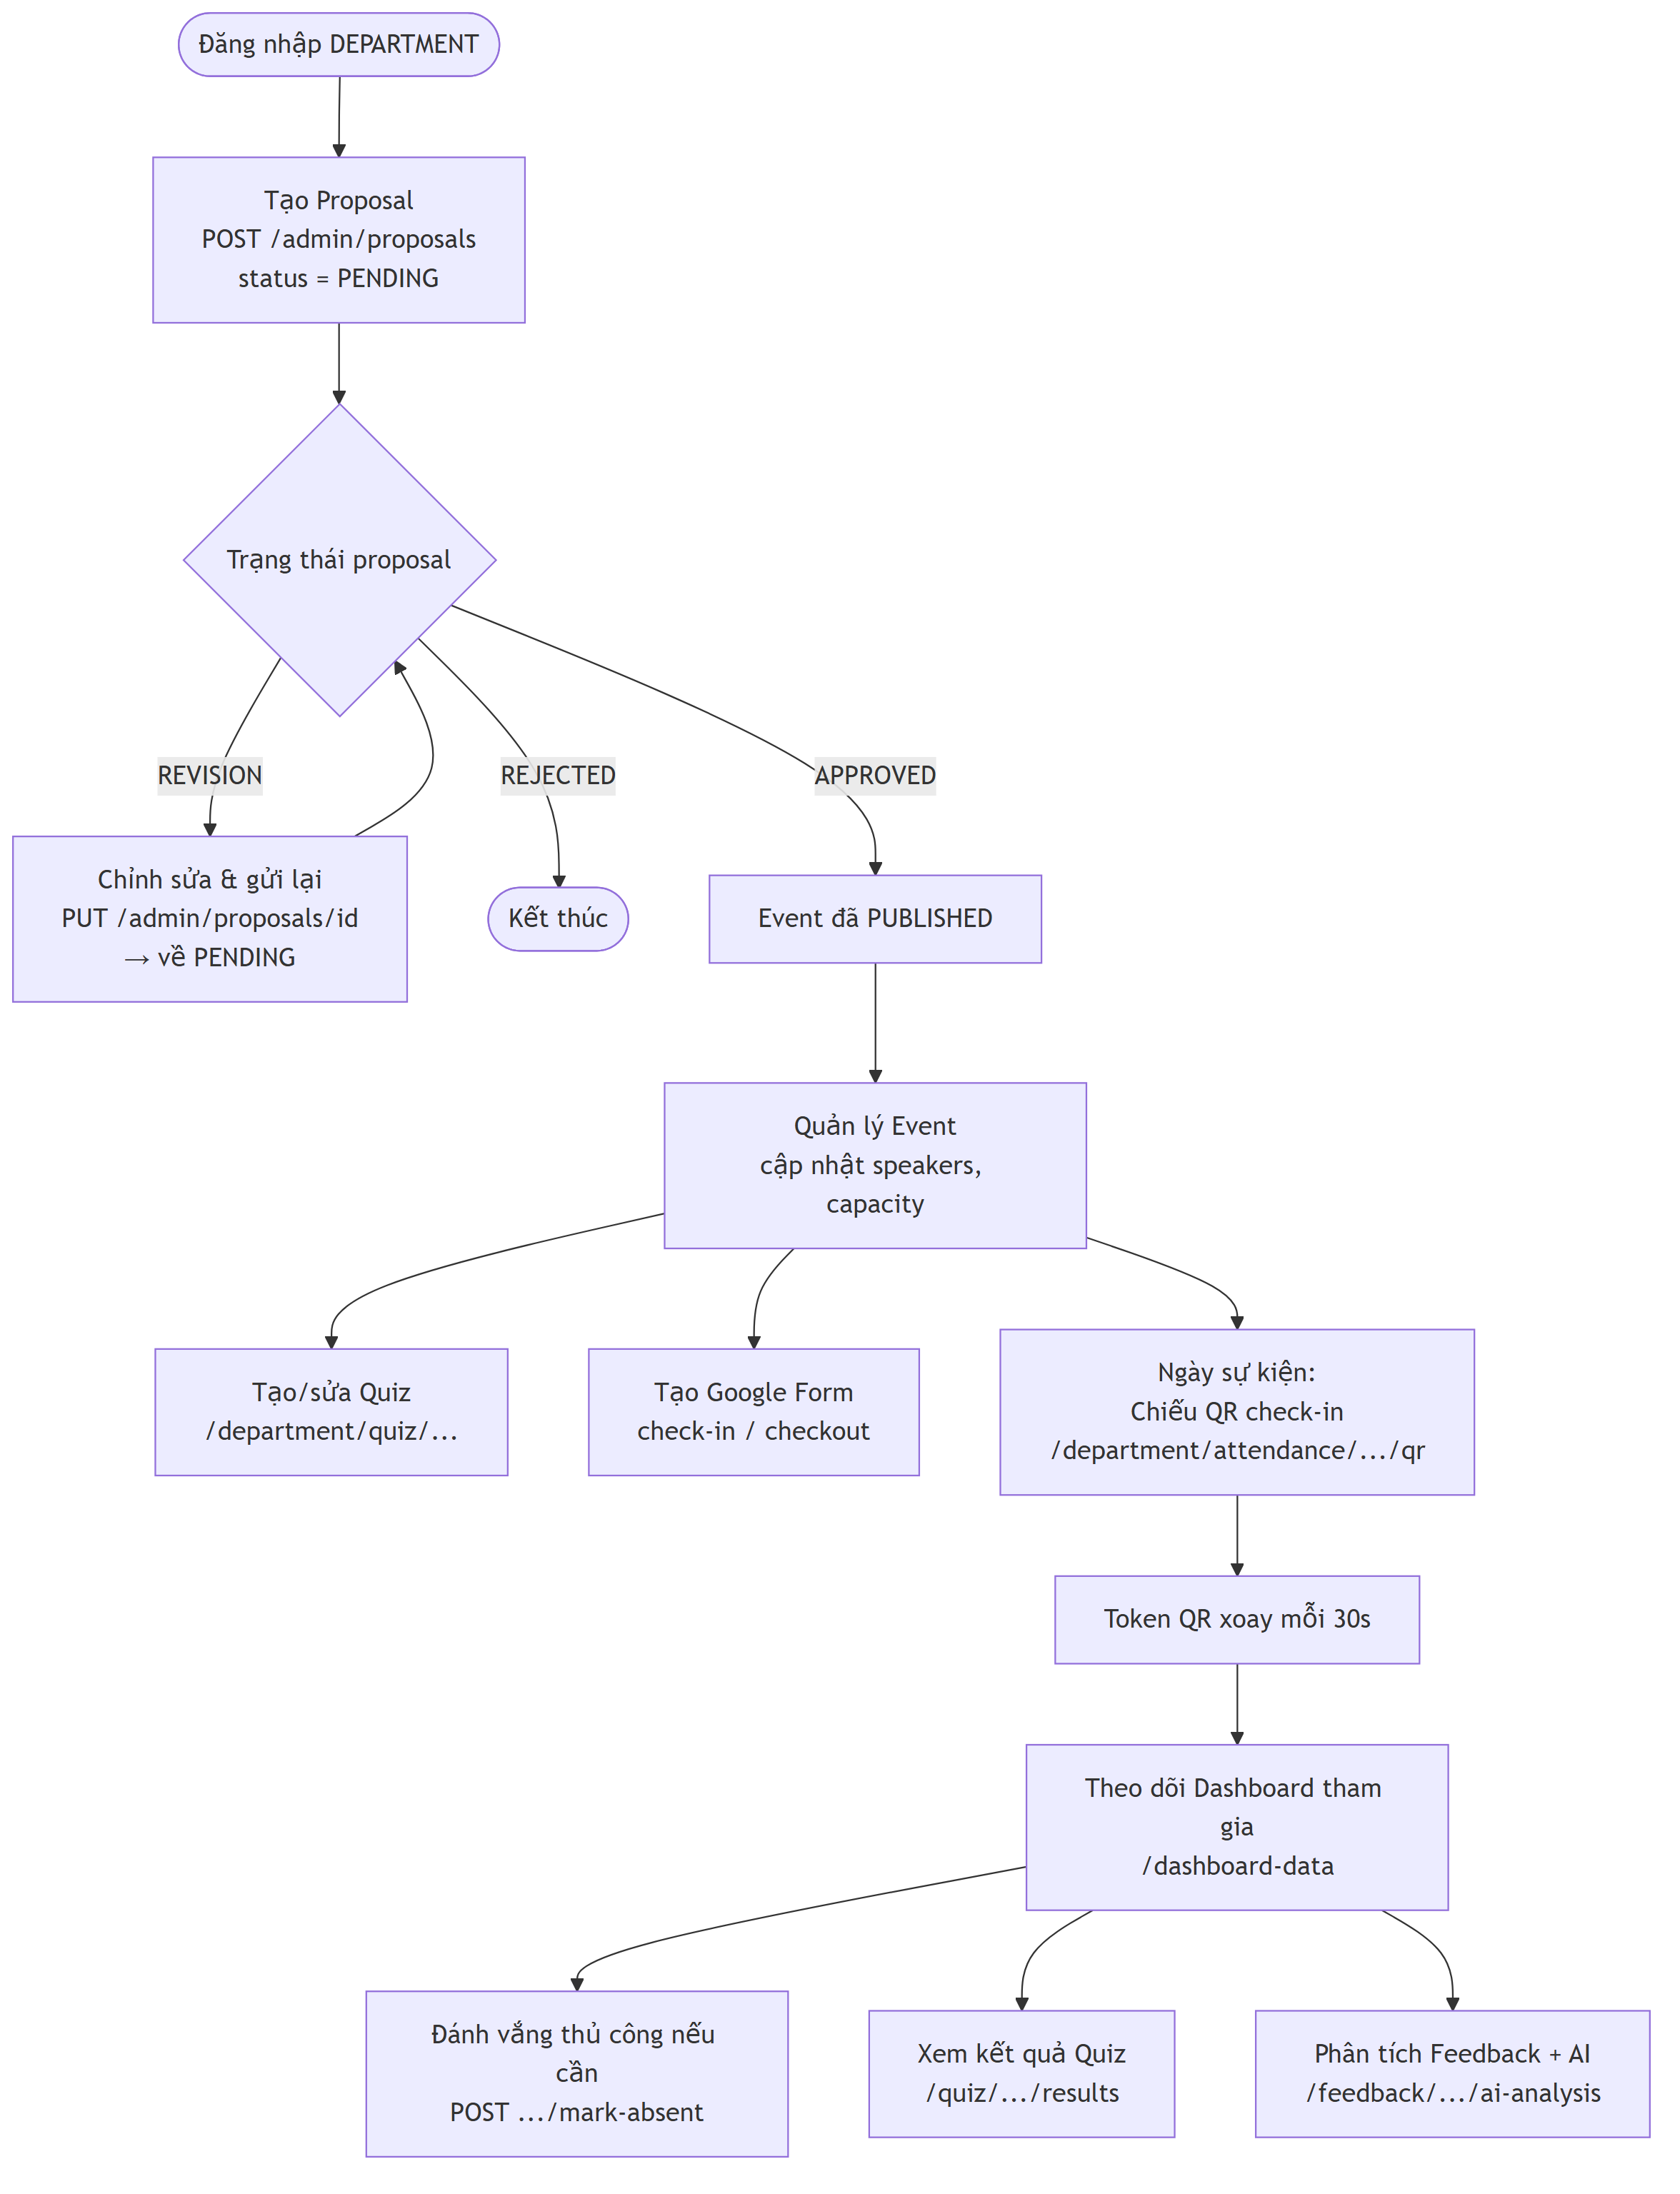 Đăng nhập DEPARTMENT
Tạo Proposal
POST /admin/proposals
status = PENDING
Trạng thái proposal
REVISION
REJECTED
APPROVED
Chỉnh sửa & gửi lại
PUT /admin/proposals/id
→ về PENDING
Kết thúc
Event đã PUBLISHED
Quản lý Event
cập nhật speakers,
capacity
Tạo/sửa Quiz
/department/quiz/...
Tạo Google Form
check-in / checkout
Ngày sự kiện:
Chiếu QR check-in
/department/attendance/.../qr
Token QR xoay mỗi 30s
Theo dõi Dashboard tham
gia
/dashboard-data
Đánh vắng thủ công nếu
cần
POST .../mark-absent
Xem kết quả Quiz
/quiz/.../results
Phân tích Feedback + AI
/feedback/.../ai-analysis